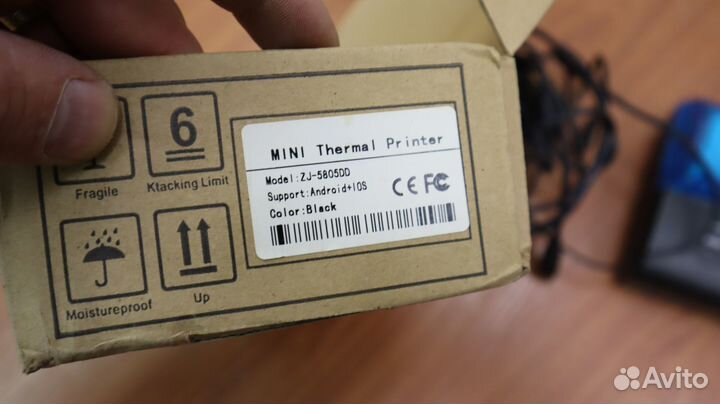 MINI Thermal Printer
Model:ZJ-5805DD
Support:Android+IOS
Color:Black
CE FC
6
Fragile
Ktacking Limit
Moistureproof
Up
Avito